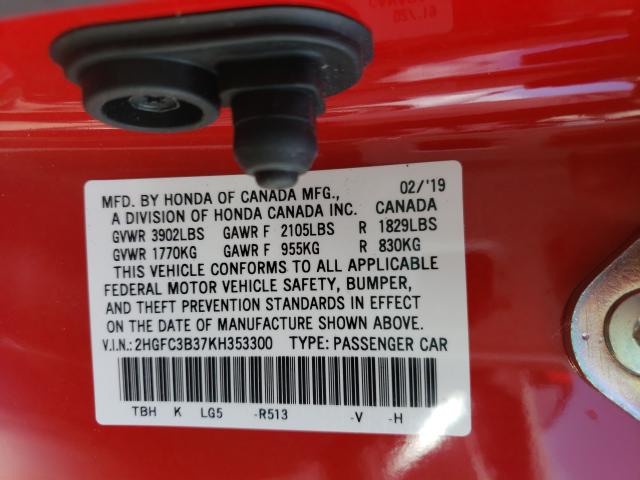 MFD. BY HONDA OF CANADA MFG., 02/'19
A DIVISION OF HONDA CANADA INC. CANADA
GVWR 3902LBS GAWR F 2105LBS R 1829LBS
GVWR 1770KG GAWR F 955KG R 830KG
THIS VEHICLE CONFORMS TO ALL APPLICABLE
FEDERAL MOTOR VEHICLE SAFETY, BUMPER,
AND THEFT PREVENTION STANDARDS IN EFFECT
ON THE DATE OF MANUFACTURE SHOWN ABOVE.
V.I.N.: 2HGFC3B37KH353300 TYPE: PASSENGER CAR
TBH K LG5 -R513 -V -H